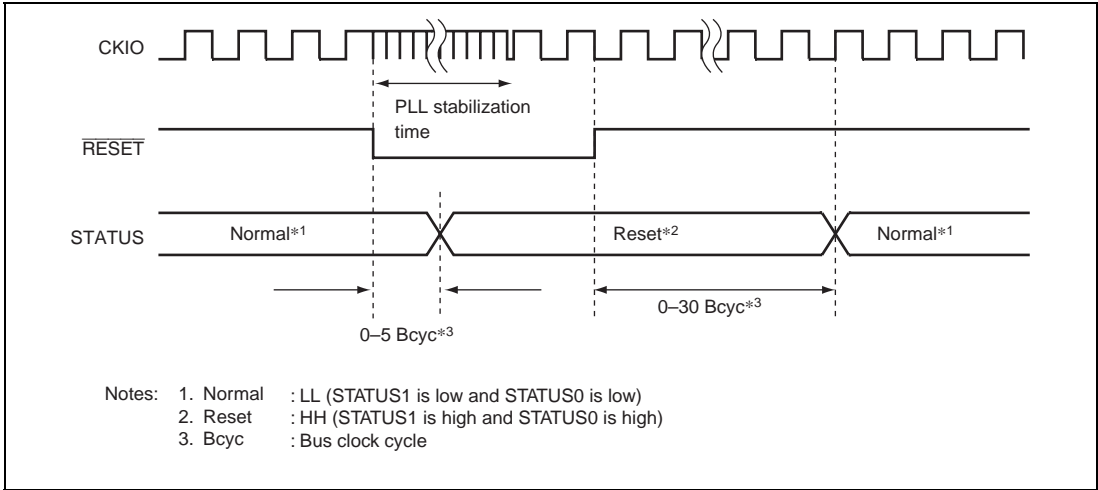 CKIO
PLL stabilization
time
RESET
STATUS
Normal*1
Reset*2
Normal*1
0–5 Bcyc*3
0–30 Bcyc*3
Notes: 1. Normal : LL (STATUS1 is low and STATUS0 is low)
2. Reset : HH (STATUS1 is high and STATUS0 is high)
3. Bcyc : Bus clock cycle